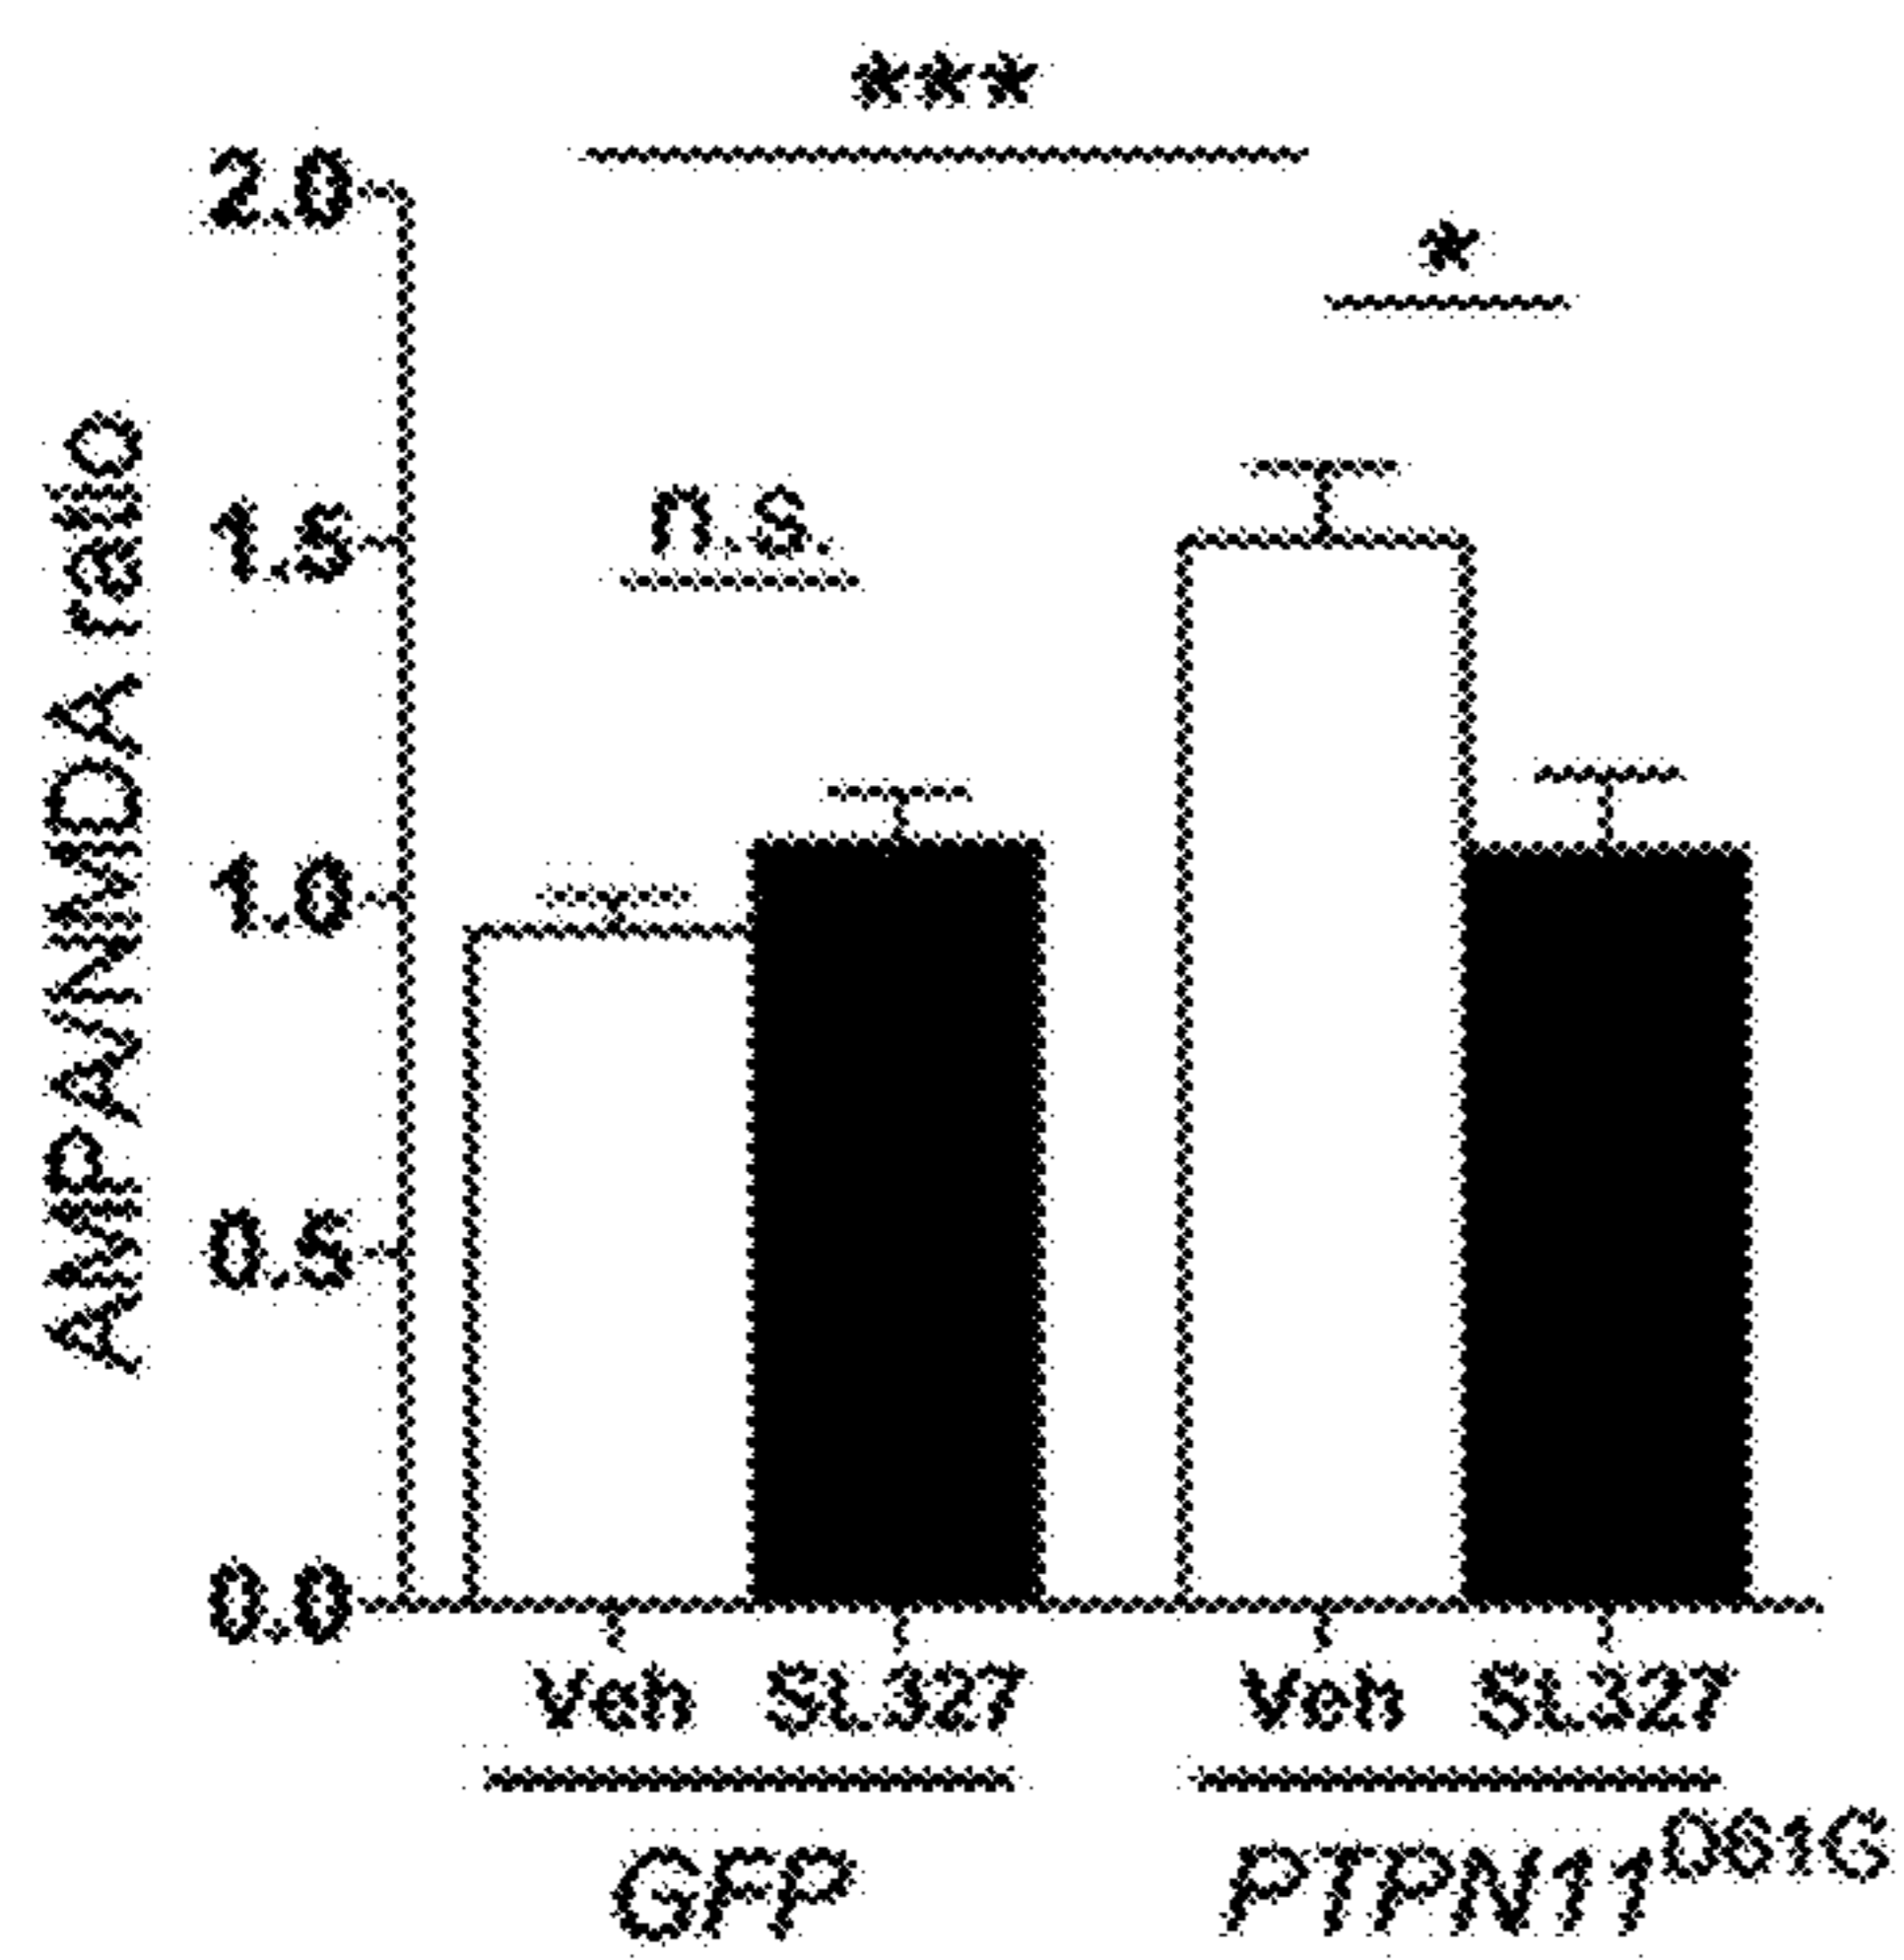 ***
2.0
*
AMPA/NMDA ratio
1.5
n.s.
1.0
0.5
0.0
Veh SL327 Veh SL327
GFP PTPN11D61G